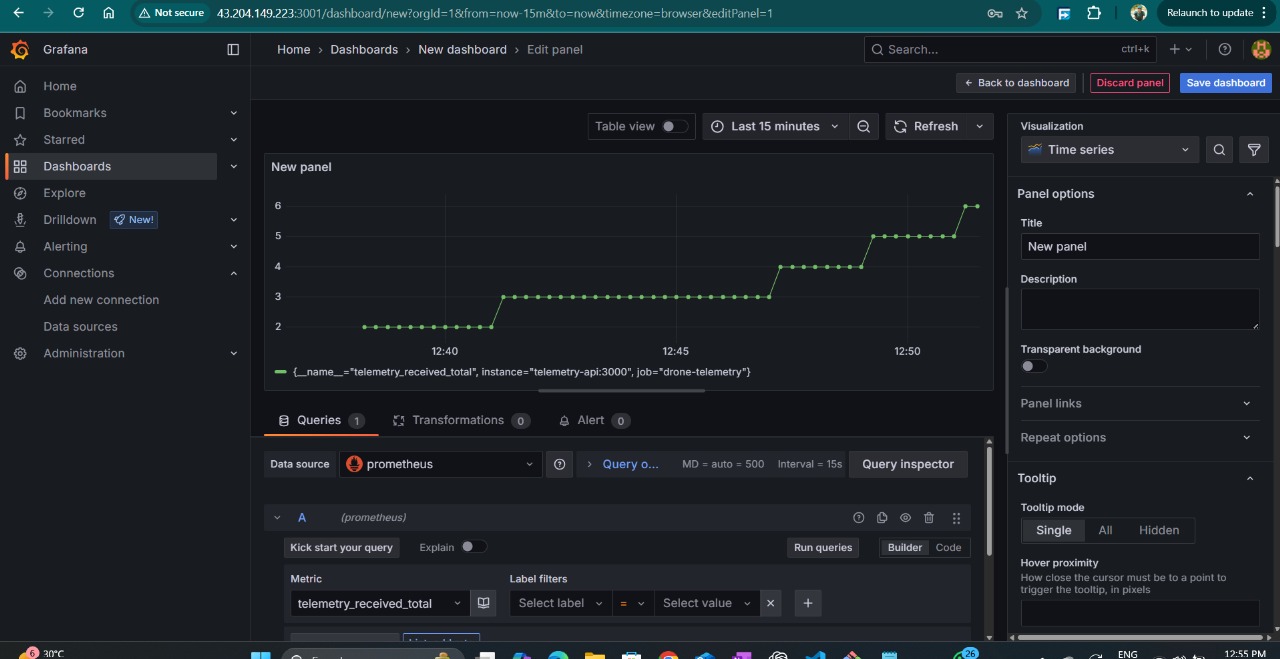 Not secure 43.204.149.223:3001/dashboard/new?orgId=1&from=now-15m&to=now&timezone=browser&editPanel=1 Relaunch to update
Grafana
Home › Dashboards › New dashboard › Edit panel
Search... ctrl+k
Back to dashboard Discard panel Save dashboard
Home
Bookmarks
Starred
Dashboards
Explore
Drilldown New!
Alerting
Connections
Add new connection
Data sources
Administration
Table view Last 15 minutes Refresh
New panel
6
5
4
3
2
12:40 12:45 12:50
{__name__="telemetry_received_total", instance="telemetry-api:3000", job="drone-telemetry"}
Queries 1 Transformations 0 Alert 0
Data source prometheus Query o... MD = auto = 500 Interval = 15s Query inspector
A (prometheus)
Kick start your query Explain Run queries Builder Code
Metric Label filters
telemetry_received_total Select label = Select value
Visualization
Time series
Panel options
Title
New panel
Description
Transparent background
Panel links
Repeat options
Tooltip
Tooltip mode
Single All Hidden
Hover proximity
How close the cursor must be to a point to
trigger the tooltip, in pixels
6 30°C
26
ENG
12:55 PM